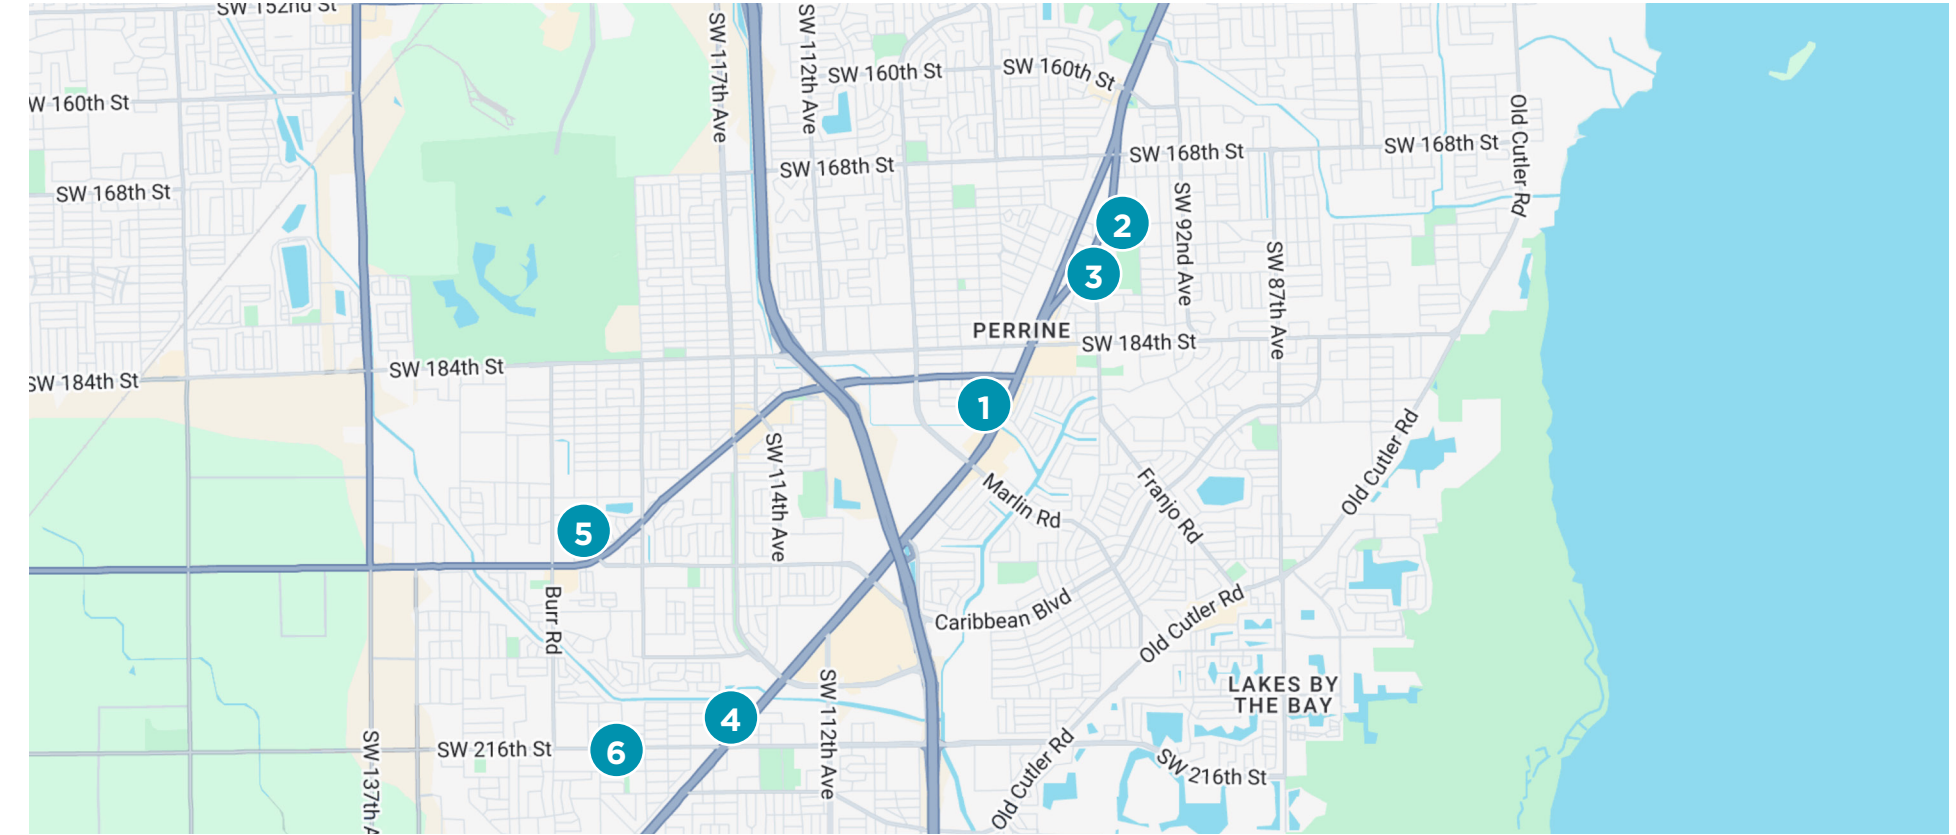 SW 152nd St
SW 117th Ave
SW 112th Ave
SW 160th St
SW 160th St
W 160th St
Old Cutler Rd
SW 168th St
SW 168th St
SW 168th St
SW 168th St
SW 92nd Ave
2
SW 87th Ave
3
PERRINE
SW 184th St
SW 184th St
SW 184th St
1
Old Cutler Rd
SW 114th Ave
Marlin Rd
Franjo Rd
5
Burr Rd
Caribbean Blvd
Old Cutler Rd
SW 112th Ave
LAKES BY
THE BAY
4
SW 137th A
SW 216th St
6
Old Cutler Rd
SW 216th St